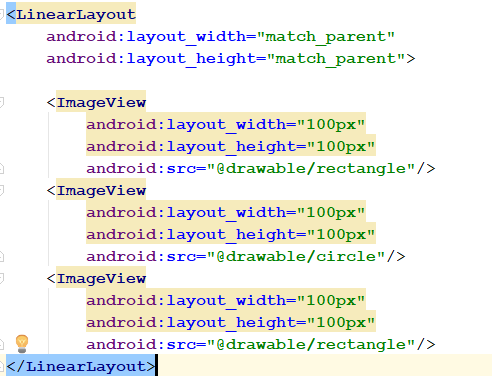 <LinearLayout
android:layout_width="match_parent"
android:layout_height="match_parent">
<ImageView
android:layout_width="100px"
android:layout_height="100px"
android:src="@drawable/rectangle"/>
<ImageView
android:layout_width="100px"
android:layout_height="100px"
android:src="@drawable/circle"/>
<ImageView
android:layout_width="100px"
android:layout_height="100px"
android:src="@drawable/rectangle"/>
</LinearLayout>